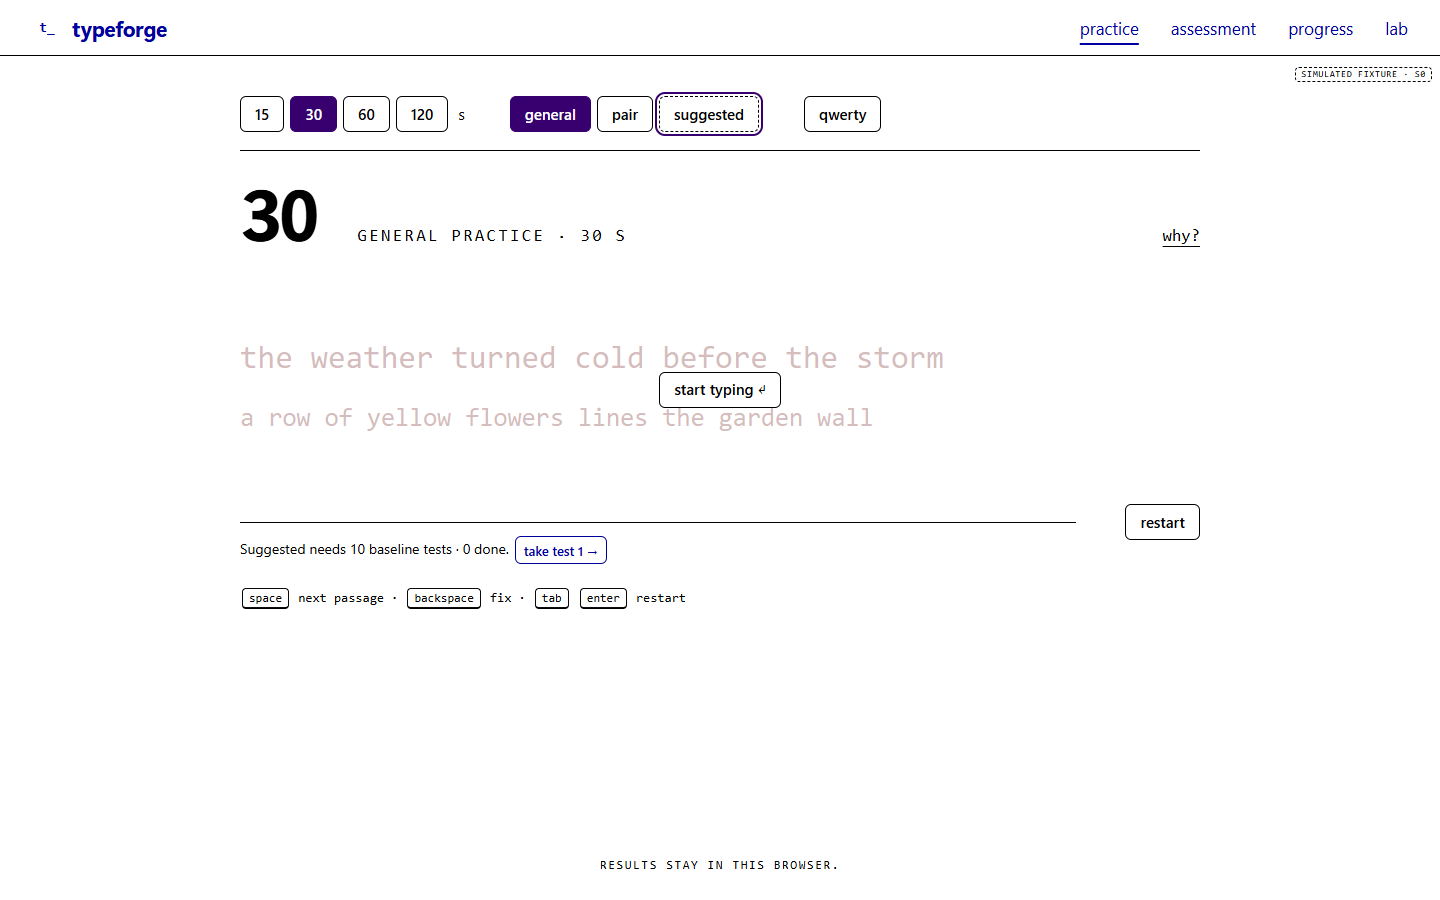 t_ typeforge practice assessment progress lab
SIMULATED FIXTURE · S0
15 30 60 120 s general pair suggested qwerty
30 GENERAL PRACTICE · 30 S why?
the weather turned cold before the storm
start typing ↲
a row of yellow flowers lines the garden wall
restart
Suggested needs 10 baseline tests · 0 done. take test 1 →
space next passage · backspace fix · tab enter restart
RESULTS STAY IN THIS BROWSER.